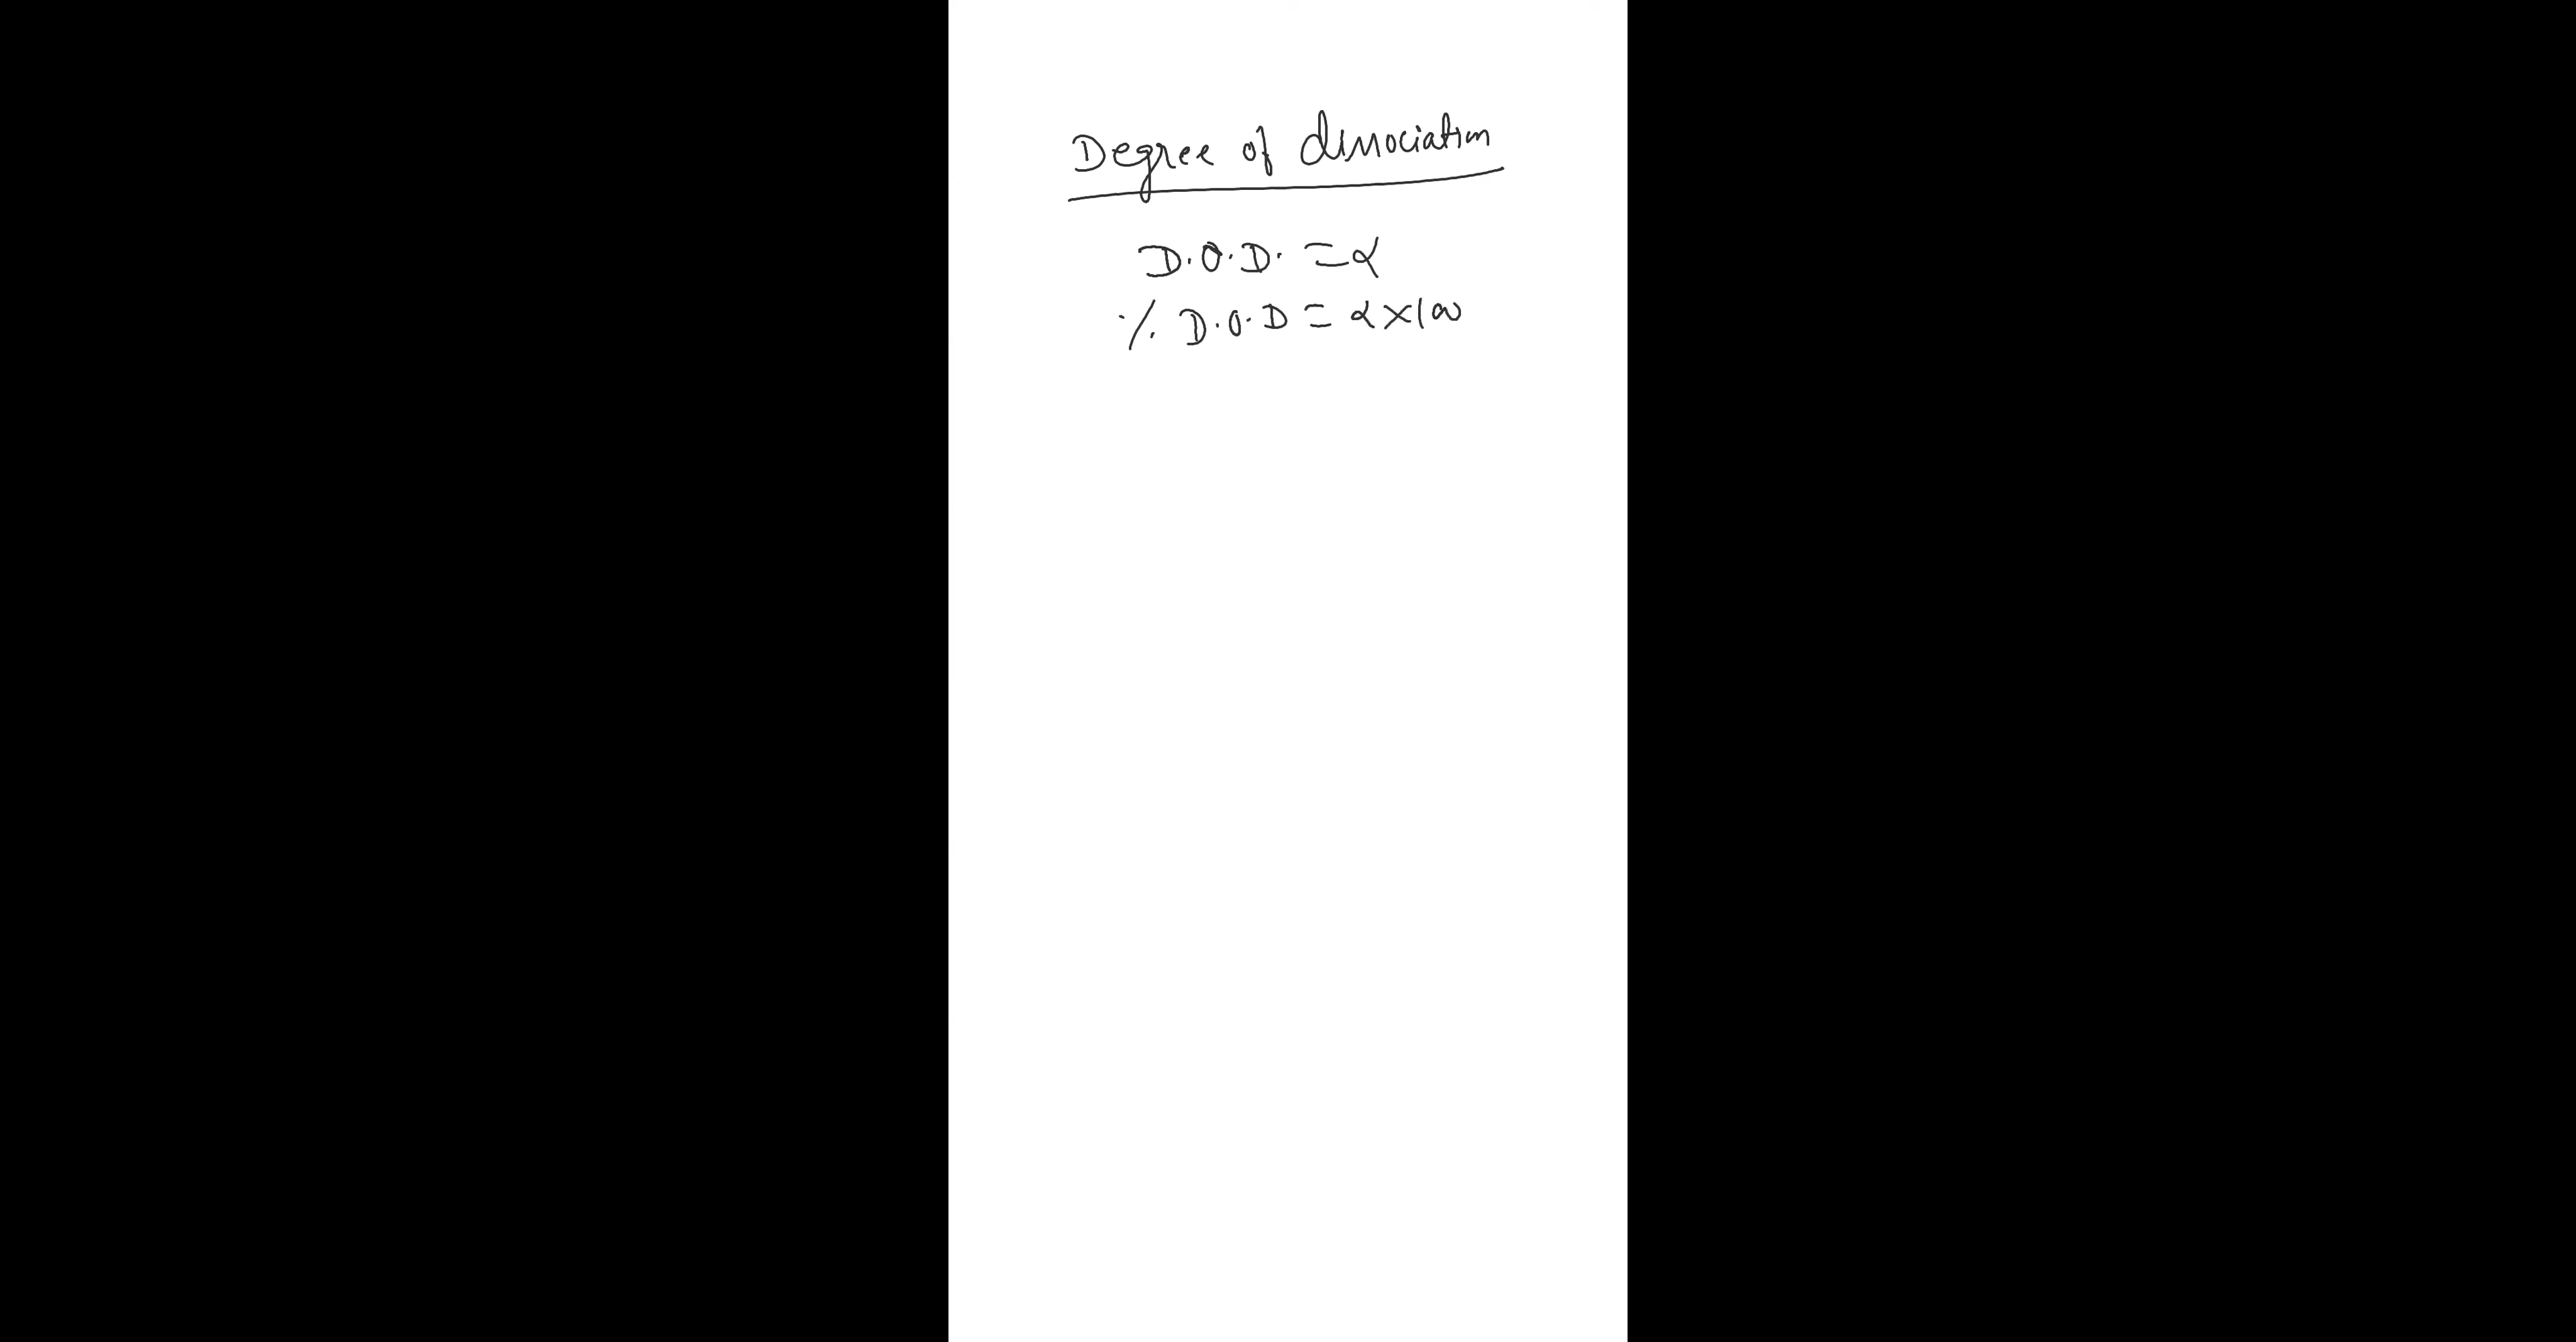 Degree of dissociation
D.O.D. = α
% D.O.D = α × 100